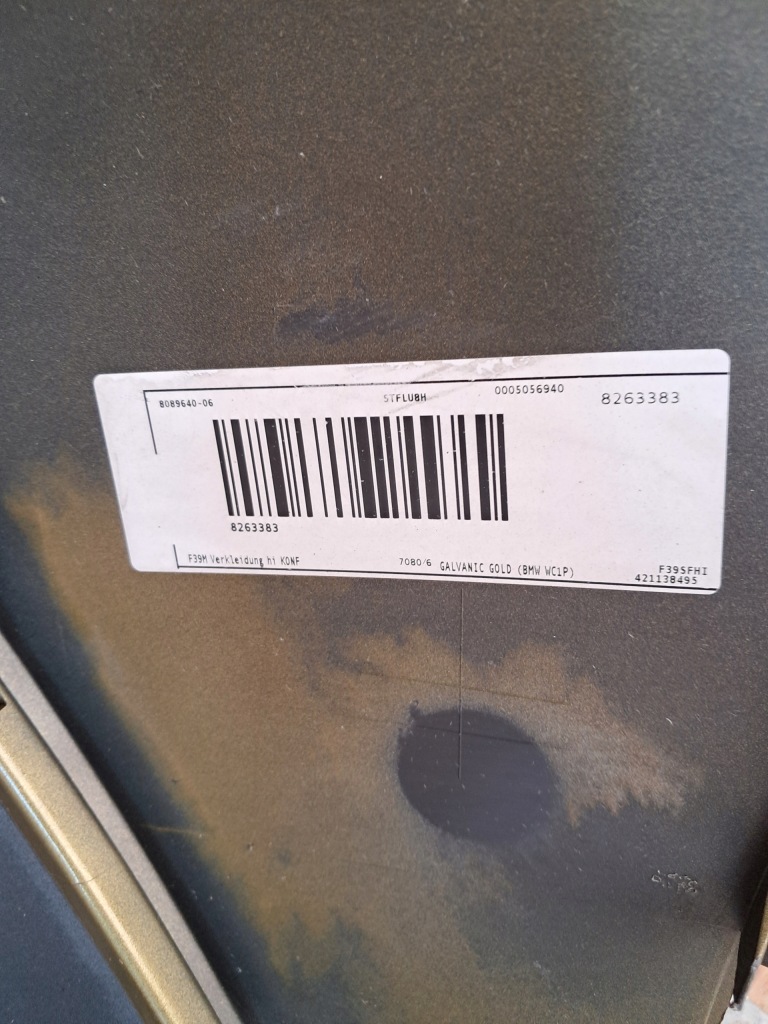 8089640-06 STFLUBH 0005056940 8263383
8263383
F39M Verkleidung hi KONF 7080/6 GALVANIC GOLD (BMW WC1P) F39SFHI
421138495